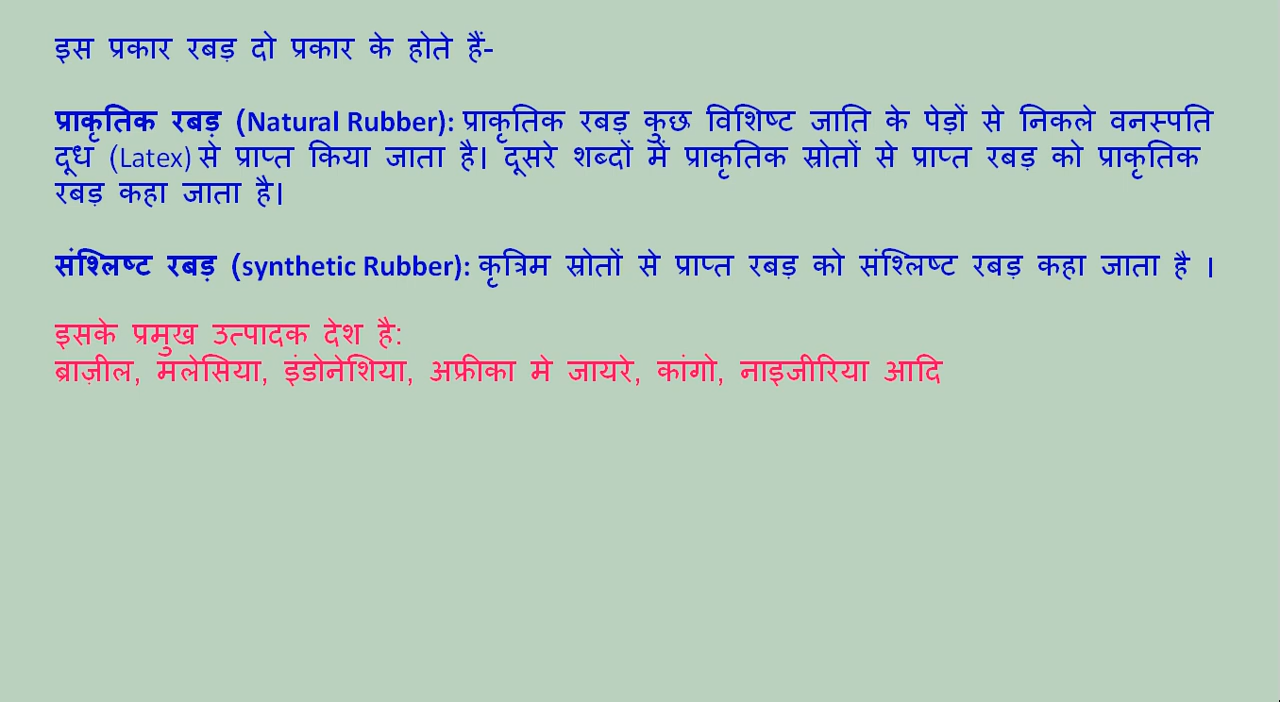 इस प्रकार रबड़ दो प्रकार के होते हैं-
प्राकृतिक रबड़ (Natural Rubber): प्राकृतिक रबड़ कुछ विशिष्ट जाति के पेड़ों से निकले वनस्पति
दूध (Latex) से प्राप्त किया जाता है। दूसरे शब्दों में प्राकृतिक स्रोतों से प्राप्त रबड़ को प्राकृतिक
रबड़ कहा जाता है।
संश्लिष्ट रबड़ (synthetic Rubber): कृत्रिम स्रोतों से प्राप्त रबड़ को संश्लिष्ट रबड़ कहा जाता है ।
इसके प्रमुख उत्पादक देश है:
ब्राज़ील, मलेसिया, इंडोनेशिया, अफ्रीका मे जायरे, कांगो, नाइजीरिया आदि